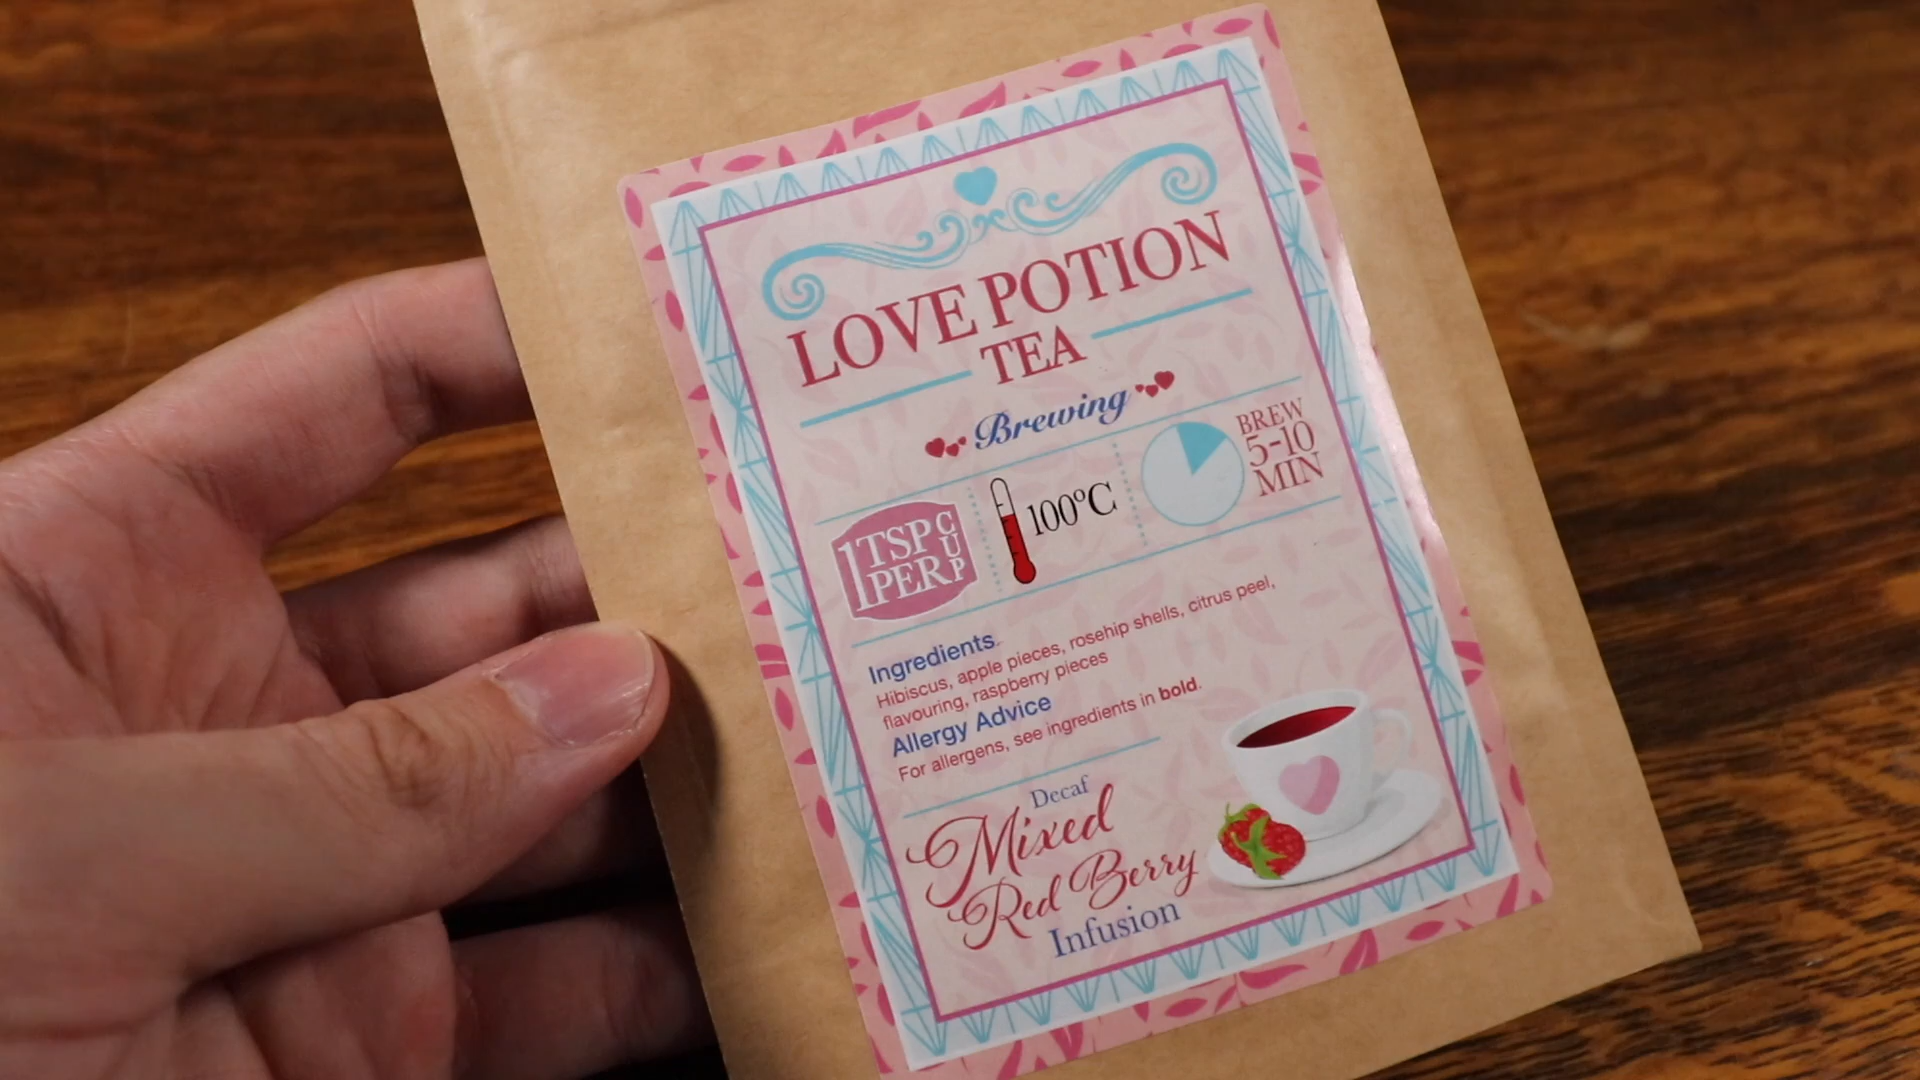 LOVE POTION
TEA
Brewing
1 TSP
PER
1 CUP
100°C
BREW
5-10
MIN
Ingredients
Hibiscus, apple pieces, rosehip shells, citrus peel,
flavouring, raspberry pieces
Allergy Advice
For allergens, see ingredients in bold.
Decaf
Mixed
Red Berry
Infusion